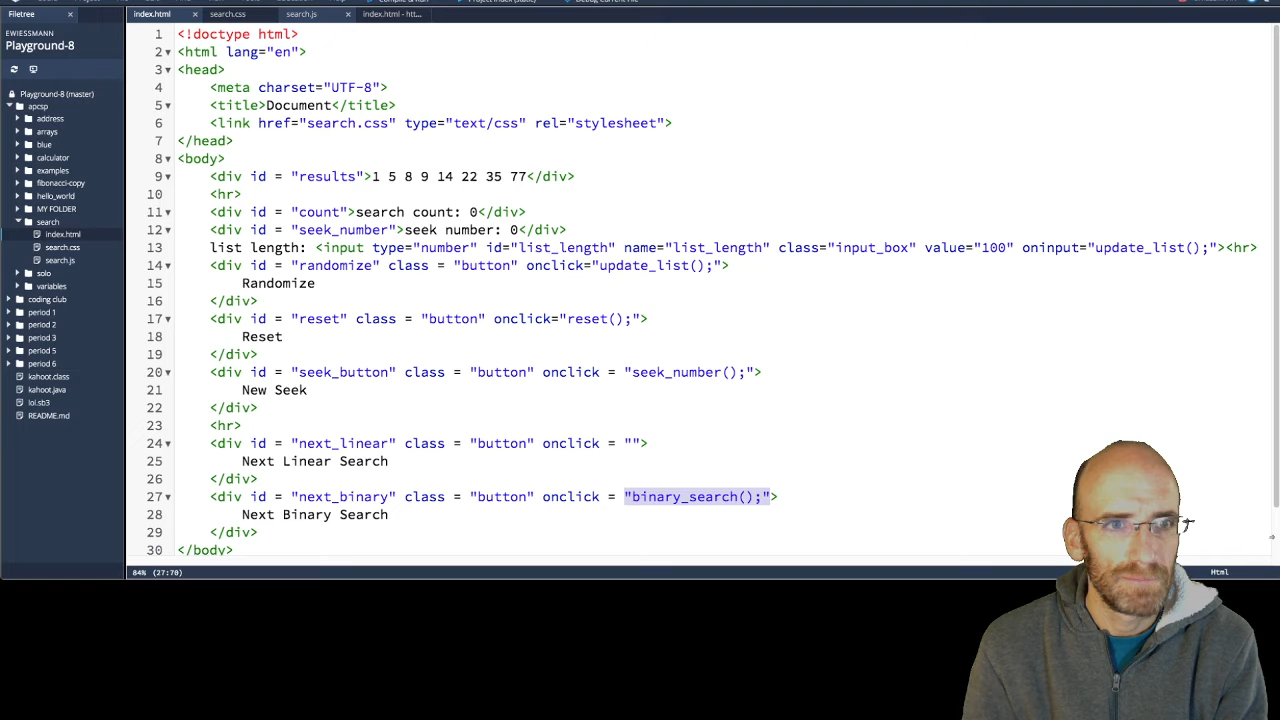 Filetree
index.html
search.css
search.js
index.html - htt...
EWIESSMANN
Playground-8
Playground-8 (master)
apcsp
address
arrays
blue
calculator
examples
fibonacci-copy
hello_world
MY FOLDER
search
index.html
search.css
search.js
solo
variables
coding club
period 1
period 2
period 3
period 5
period 6
kahoot.class
kahoot.java
lol.sb3
README.md
1 <!doctype html>
2 <html lang="en">
3 <head>
4 <meta charset="UTF-8">
5 <title>Document</title>
6 <link href="search.css" type="text/css" rel="stylesheet">
7 </head>
8 <body>
9 <div id = "results">1 5 8 9 14 22 35 77</div>
10 <hr>
11 <div id = "count">search count: 0</div>
12 <div id = "seek_number">seek number: 0</div>
13 list length: <input type="number" id="list_length" name="list_length" class="input_box" value="100" oninput="update_list();"><hr>
14 <div id = "randomize" class = "button" onclick="update_list();">
15 Randomize
16 </div>
17 <div id = "reset" class = "button" onclick="reset();">
18 Reset
19 </div>
20 <div id = "seek_button" class = "button" onclick = "seek_number();">
21 New Seek
22 </div>
23 <hr>
24 <div id = "next_linear" class = "button" onclick = "">
25 Next Linear Search
26 </div>
27 <div id = "next_binary" class = "button" onclick = "binary_search();">
28 Next Binary Search
29 </div>
30 </body>
84% (27:70)
Html